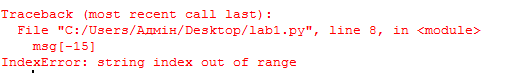 Traceback (most recent call last):
  File "C:/Users/Адмін/Desktop/lab1.py", line 8, in <module>
    msg[-15]
IndexError: string index out of range